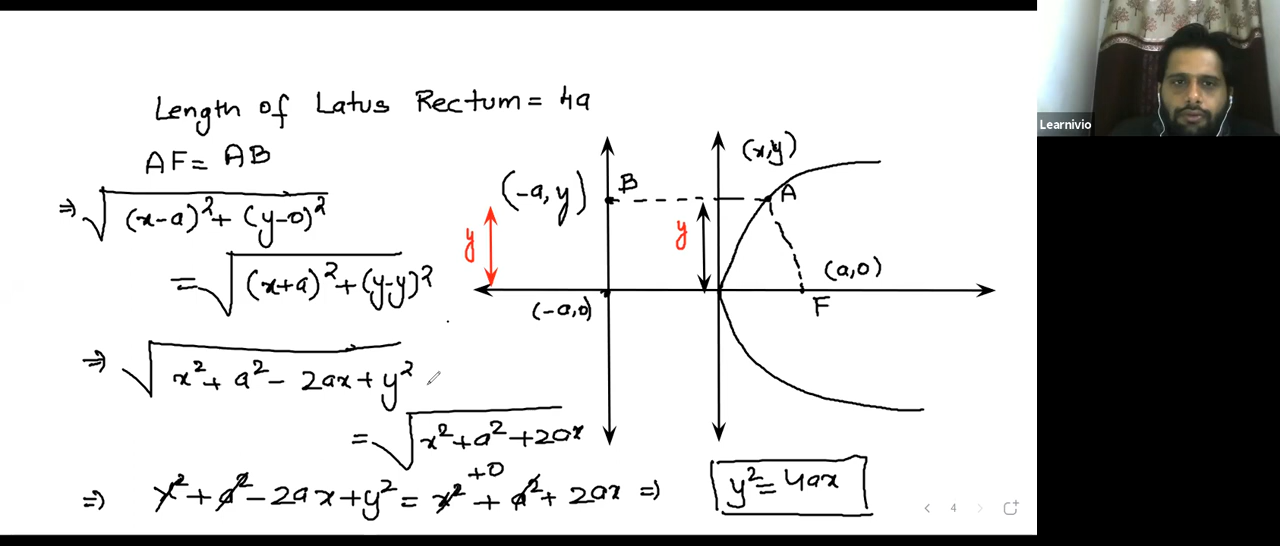 Length of Latus Rectum = 4a
AF = AB
⇒ √((x-a)²+(y-0)²)
= √((x+a)²+(y-y)²)
⇒ √(x²+a²-2ax+y²)
= √(x²+a²+2ax
+0
⇒ x²+a²-2ax+y² = x²+a²+2ax ⇒
y²=4ax
(x,y)
(-a,y)
B
A
y
y
(a,0)
(-a,0)
F
4
Learnivio